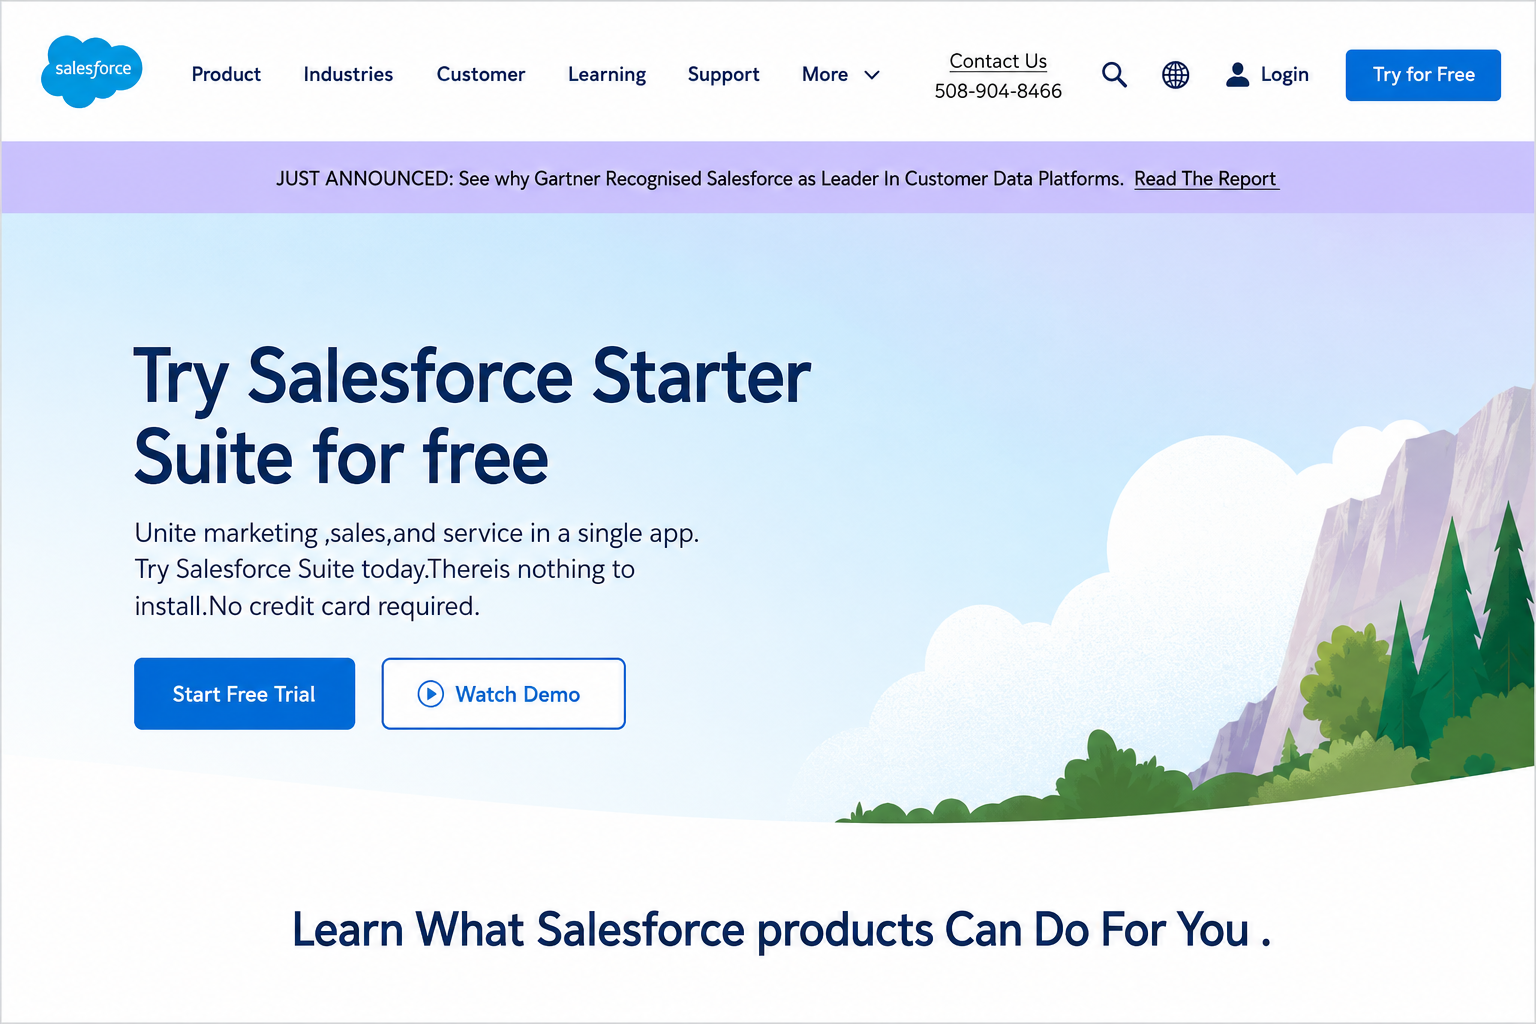 salesforce
Product
Industries
Customer
Learning
Support
More
Contact Us
508-904-8466
Login
Try for Free
JUST ANNOUNCED: See why Gartner Recognised Salesforce as Leader In Customer Data Platforms. Read The Report
Try Salesforce Starter
Suite for free
Unite marketing ,sales,and service in a single app.
Try Salesforce Suite today.Thereis nothing to
install.No credit card required.
Start Free Trial
Watch Demo
Learn What Salesforce products Can Do For You .